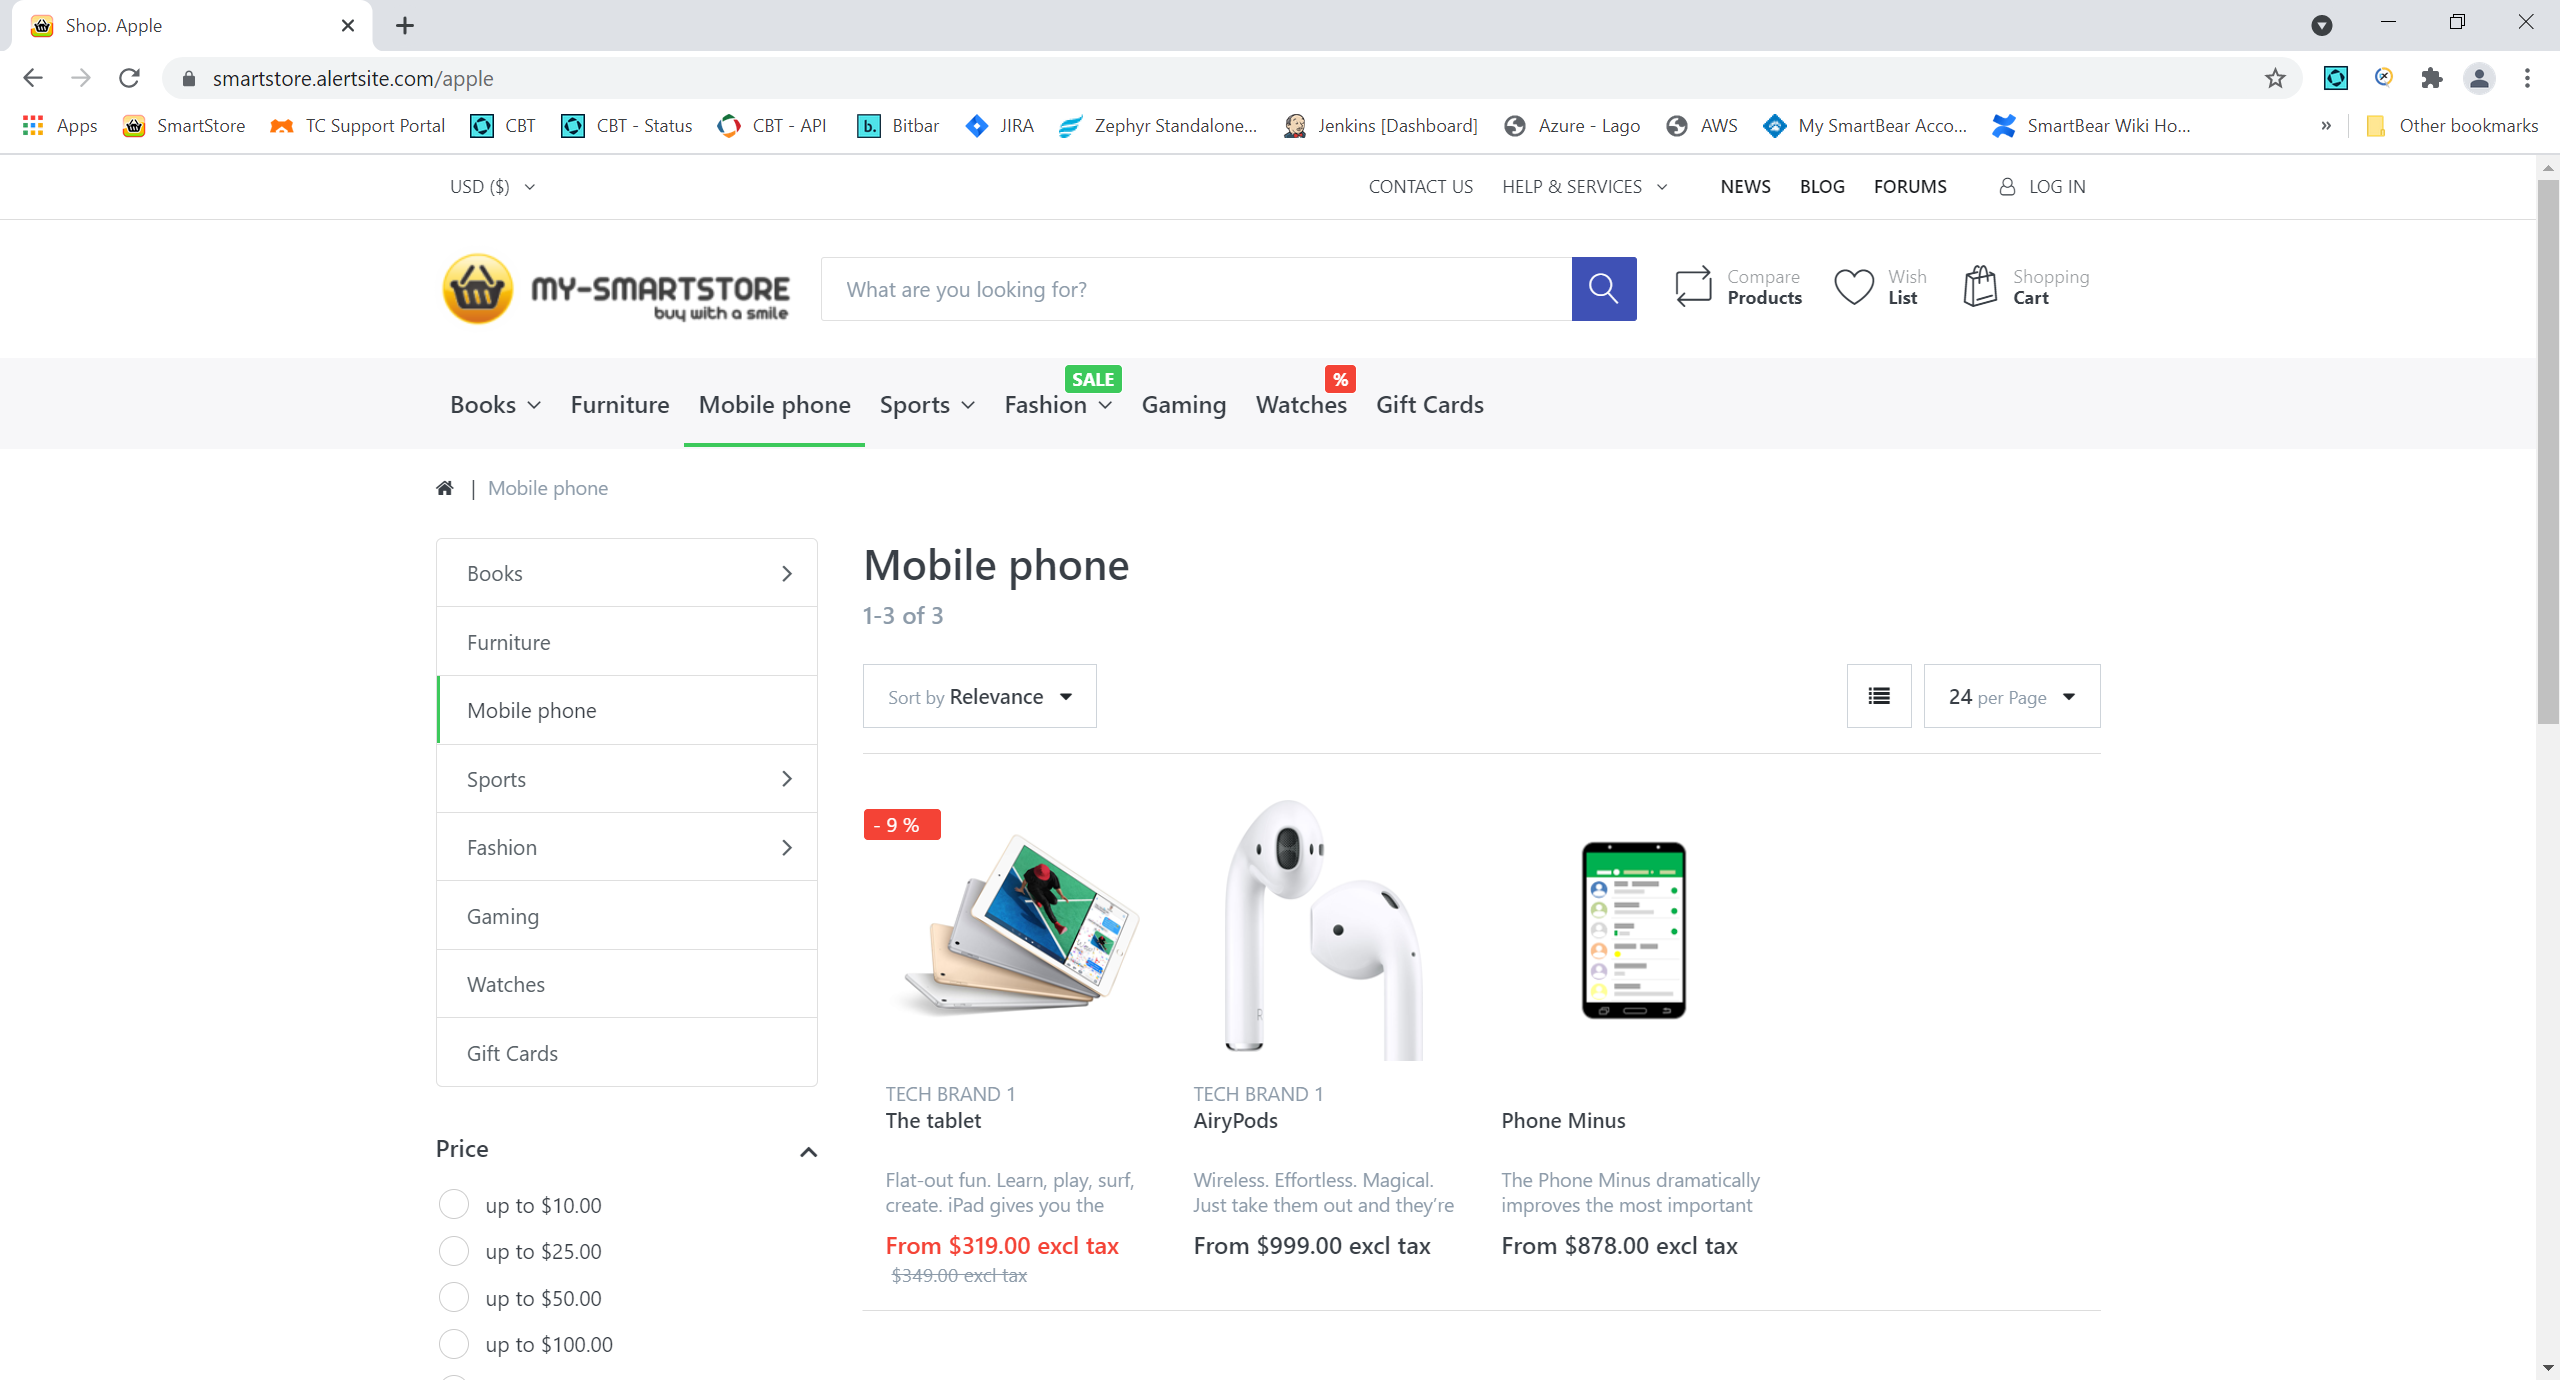 Shop. Apple
smartstore.alertsite.com/apple
Apps SmartStore TC Support Portal CBT CBT - Status CBT - API Bitbar JIRA Zephyr Standalone... Jenkins [Dashboard] Azure - Lago AWS My SmartBear Acco... SmartBear Wiki Ho... » Other bookmarks
USD ($) CONTACT US HELP & SERVICES NEWS BLOG FORUMS LOG IN
MY-SMARTSTORE
buy with a smile
What are you looking for?
Compare
Products
Wish
List
Shopping
Cart
SALE %
Books Furniture Mobile phone Sports Fashion Gaming Watches Gift Cards
| Mobile phone
Books
Furniture
Mobile phone
Sports
Fashion
Gaming
Watches
Gift Cards
Price
up to $10.00
up to $25.00
up to $50.00
up to $100.00
Mobile phone
1-3 of 3
Sort by Relevance
24 per Page
- 9 %
TECH BRAND 1
The tablet
Flat-out fun. Learn, play, surf,
create. iPad gives you the
From $319.00 excl tax
$349.00 excl tax
R
TECH BRAND 1
AiryPods
Wireless. Effortless. Magical.
Just take them out and they’re
From $999.00 excl tax
Phone Minus
The Phone Minus dramatically
improves the most important
From $878.00 excl tax